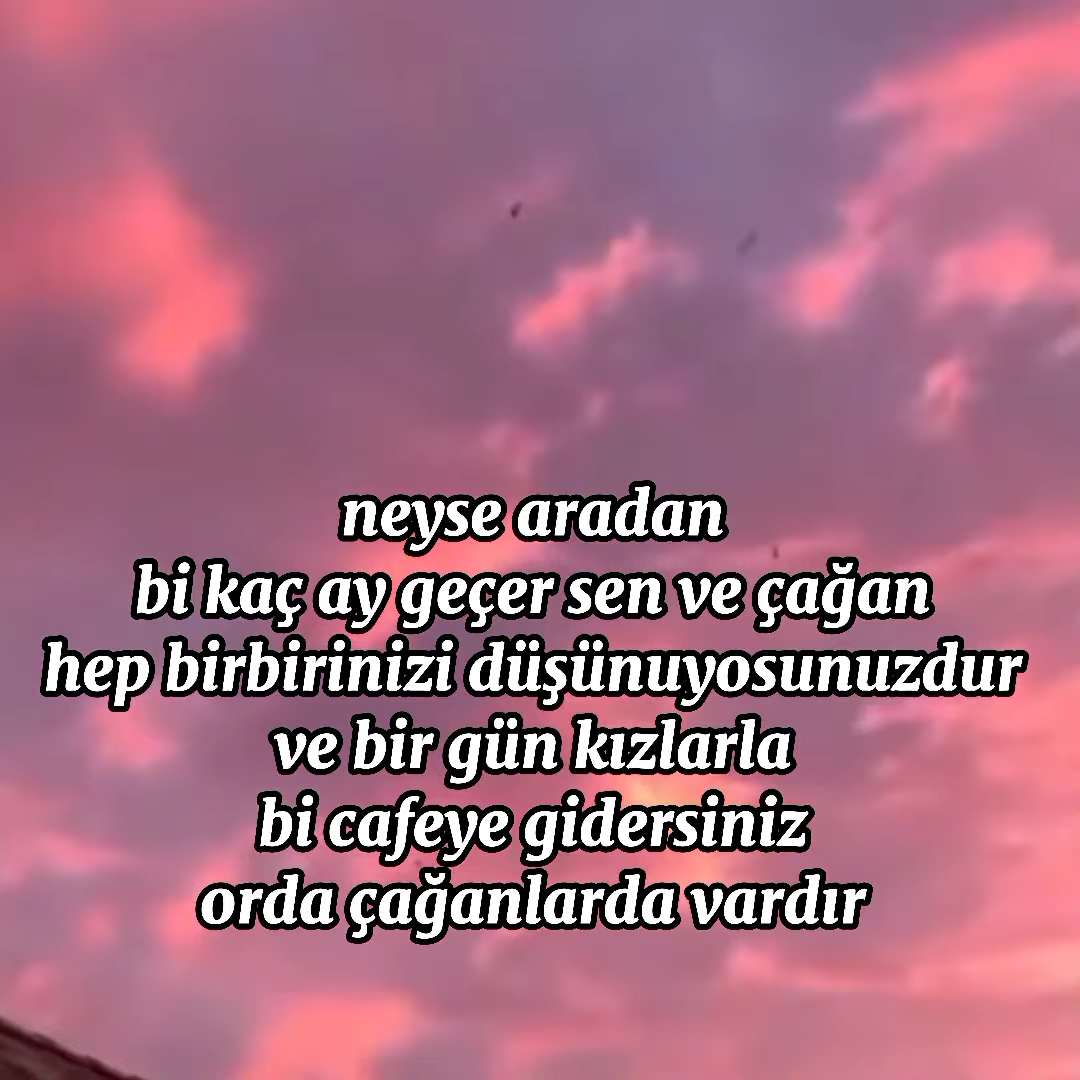 neyse aradan
bi kaç ay geçer sen ve çağan
hep birbirinizi düşünuyosunuzdur
ve bir gün kızlarla
bi cafeye gidersiniz
orda çağanlarda vardır